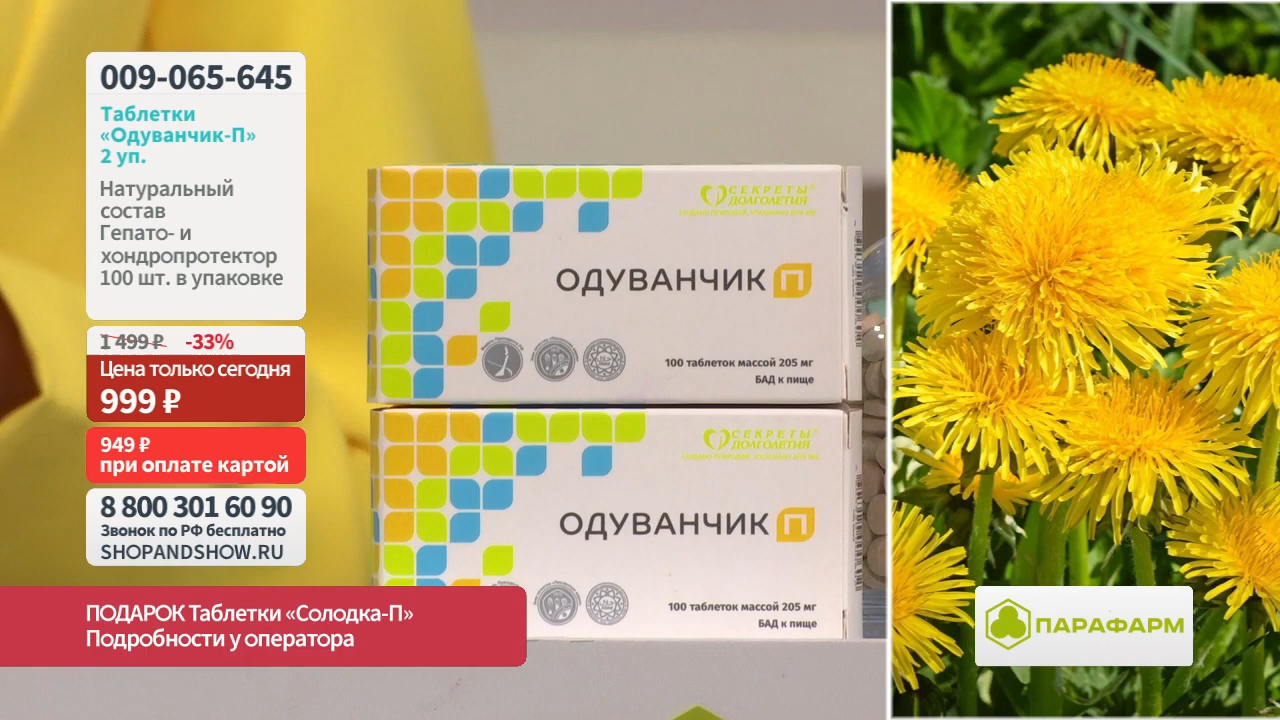 009-065-645
Таблетки
«Одуванчик-П»
2 уп.
Натуральный
состав
Гепато- и
хондропротектор
100 шт. в упаковке
1 499 ₽ -33%
Цена только сегодня
999 ₽
949 ₽
при оплате картой
8 800 301 60 90
Звонок по РФ бесплатно
SHOPANDSHOW.RU
ПОДАРОК Таблетки «Солодка-П»
Подробности у оператора
СЕКРЕТЫ
ДОЛГОЛЕТИЯ
ОДУВАНЧИК П
100 таблеток массой 205 мг
БАД к пище
СЕКРЕТЫ
ДОЛГОЛЕТИЯ
ОДУВАНЧИК П
100 таблеток массой 205 мг
БАД к пище
ПАРАФАРМ